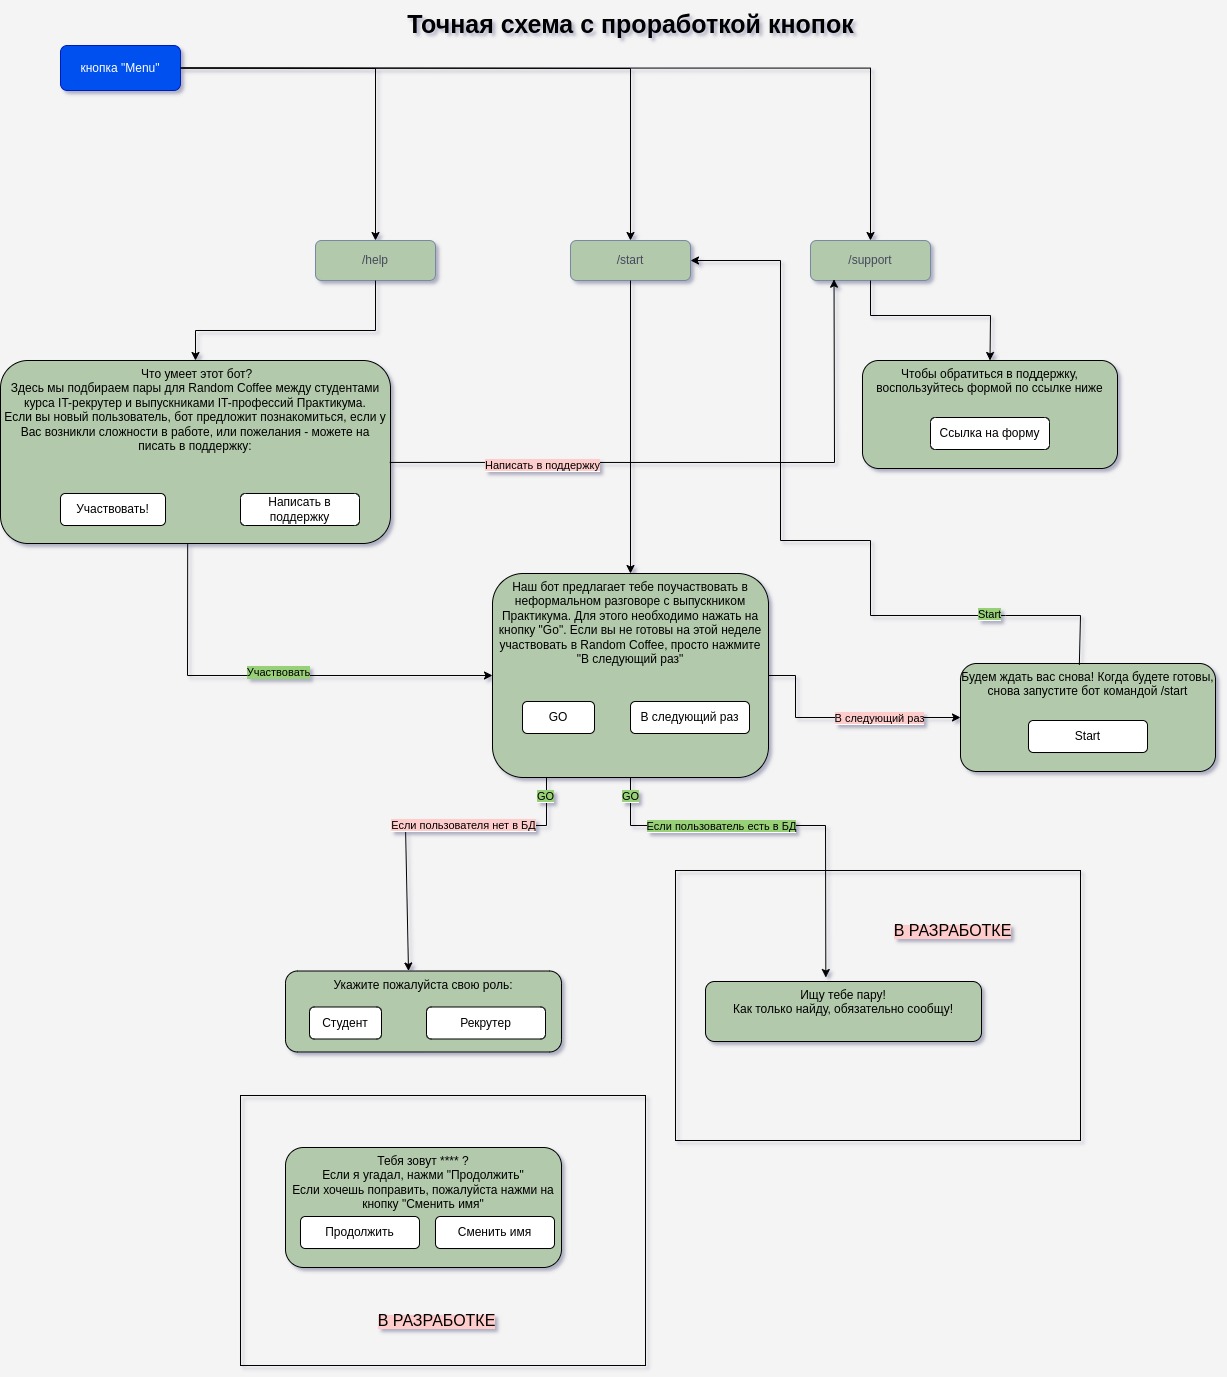 Точная схема с проработкой кнопок
кнопка "Menu"
/help
/start
/support
Что умеет этот бот?
Здесь мы подбираем пары для Random Coffee между студентами
курса IT-рекрутер и выпускниками IT-профессий Практикума.
Если вы новый пользователь, бот предложит познакомиться, если у
Вас возникли сложности в работе, или пожелания - можете на
писать в поддержку:
Участвовать!
Написать в
поддержку
Чтобы обратиться в поддержку,
воспользуйтесь формой по ссылке ниже
Ссылка на форму
Написать в поддержку
Наш бот предлагает тебе поучаствовать в
неформальном разговоре с выпускником
Практикума. Для этого необходимо нажать на
кнопку "Go". Если вы не готовы на этой неделе
участвовать в Random Coffee, просто нажмите
"В следующий раз"
GO
В следующий раз
Start
Участвовать
Будем ждать вас снова! Когда будете готовы,
снова запустите бот командой /start
Start
В следующий раз
GO
GO
Если пользователя нет в БД
Если пользователь есть в БД
В РАЗРАБОТКЕ
Ищу тебе пару!
Как только найду, обязательно сообщу!
Укажите пожалуйста свою роль:
Студент
Рекрутер
Тебя зовут **** ?
Если я угадал, нажми "Продолжить"
Если хочешь поправить, пожалуйста нажми на
кнопку "Сменить имя"
Продолжить
Сменить имя
В РАЗРАБОТКЕ